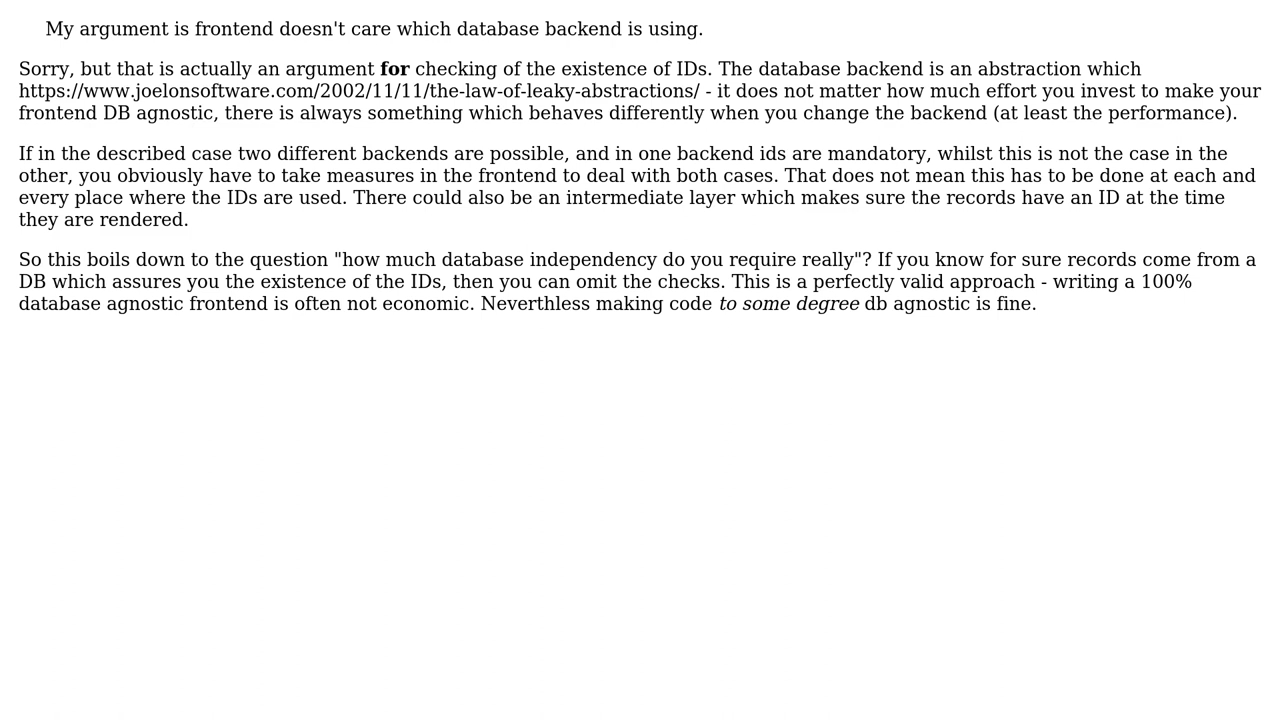 My argument is frontend doesn't care which database backend is using.
Sorry, but that is actually an argument for checking of the existence of IDs. The database backend is an abstraction which
https://www.joelonsoftware.com/2002/11/11/the-law-of-leaky-abstractions/ - it does not matter how much effort you invest to make your
frontend DB agnostic, there is always something which behaves differently when you change the backend (at least the performance).
If in the described case two different backends are possible, and in one backend ids are mandatory, whilst this is not the case in the
other, you obviously have to take measures in the frontend to deal with both cases. That does not mean this has to be done at each and
every place where the IDs are used. There could also be an intermediate layer which makes sure the records have an ID at the time
they are rendered.
So this boils down to the question "how much database independency do you require really"? If you know for sure records come from a
DB which assures you the existence of the IDs, then you can omit the checks. This is a perfectly valid approach - writing a 100%
database agnostic frontend is often not economic. Neverthless making code to some degree db agnostic is fine.